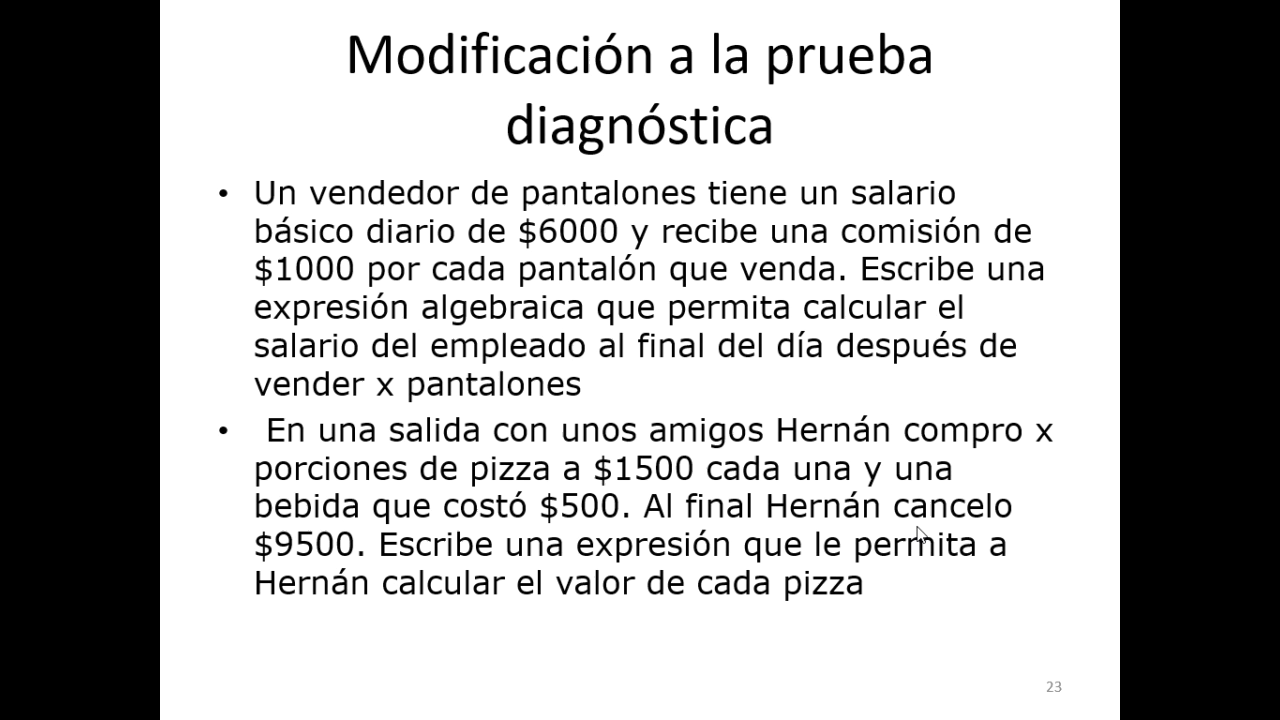 Modificación a la prueba
diagnóstica
• Un vendedor de pantalones tiene un salario
básico diario de $6000 y recibe una comisión de
$1000 por cada pantalón que venda. Escribe una
expresión algebraica que permita calcular el
salario del empleado al final del día después de
vender x pantalones
• En una salida con unos amigos Hernán compro x
porciones de pizza a $1500 cada una y una
bebida que costó $500. Al final Hernán cancelo
$9500. Escribe una expresión que le permita a
Hernán calcular el valor de cada pizza
23